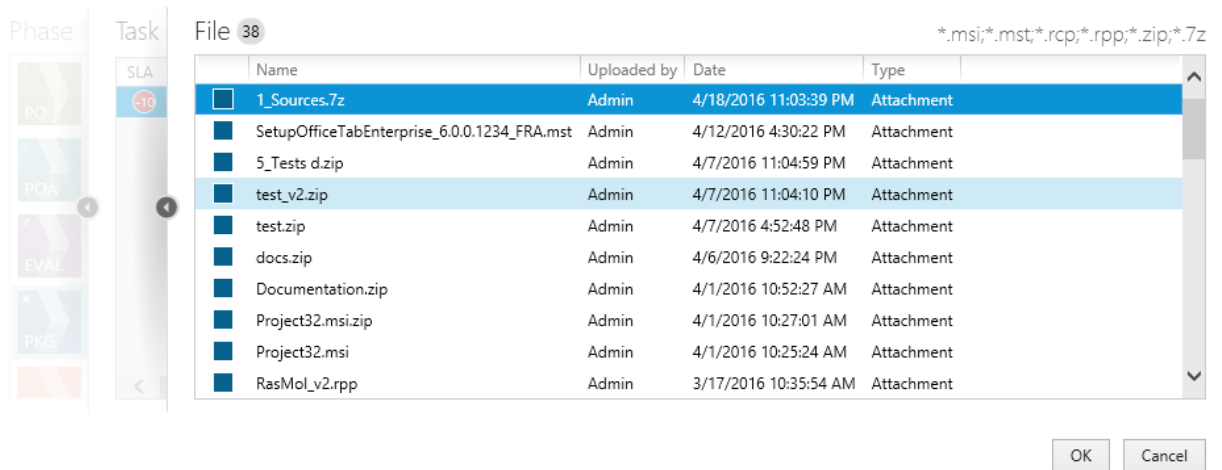 Phase
Task
File 38
*.msi;*.mst;*.rcp;*.rpp;*.zip;*.7z
PO
POA
EVAL
PKG
SLA
-10
Name Uploaded by Date Type
1_Sources.7z Admin 4/18/2016 11:03:39 PM Attachment
SetupOfficeTabEnterprise_6.0.0.1234_FRA.mst Admin 4/12/2016 4:30:22 PM Attachment
5_Tests d.zip Admin 4/7/2016 11:04:59 PM Attachment
test_v2.zip Admin 4/7/2016 11:04:10 PM Attachment
test.zip Admin 4/7/2016 4:52:48 PM Attachment
docs.zip Admin 4/6/2016 9:22:24 PM Attachment
Documentation.zip Admin 4/1/2016 10:52:27 AM Attachment
Project32.msi.zip Admin 4/1/2016 10:27:01 AM Attachment
Project32.msi Admin 4/1/2016 10:25:24 AM Attachment
RasMol_v2.rpp Admin 3/17/2016 10:35:54 AM Attachment
OK Cancel